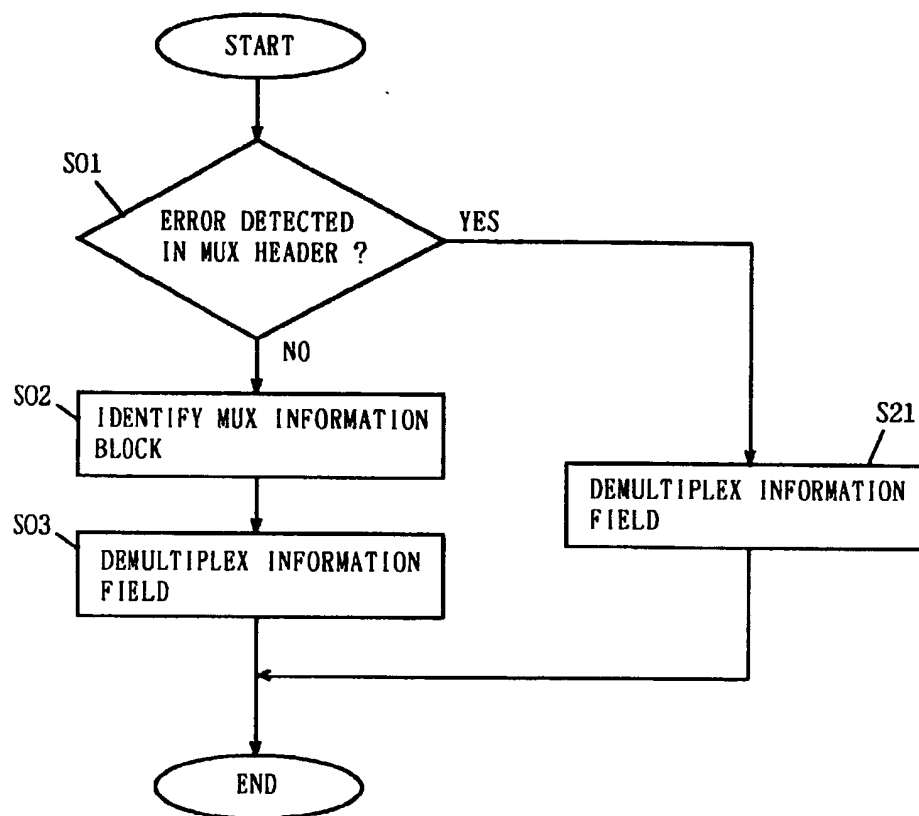 START
S01
ERROR DETECTED
IN MUX HEADER ?
YES
NO
S02
IDENTIFY MUX INFORMATION
BLOCK
S21
DEMULTIPLEX INFORMATION
FIELD
S03
DEMULTIPLEX INFORMATION
FIELD
END